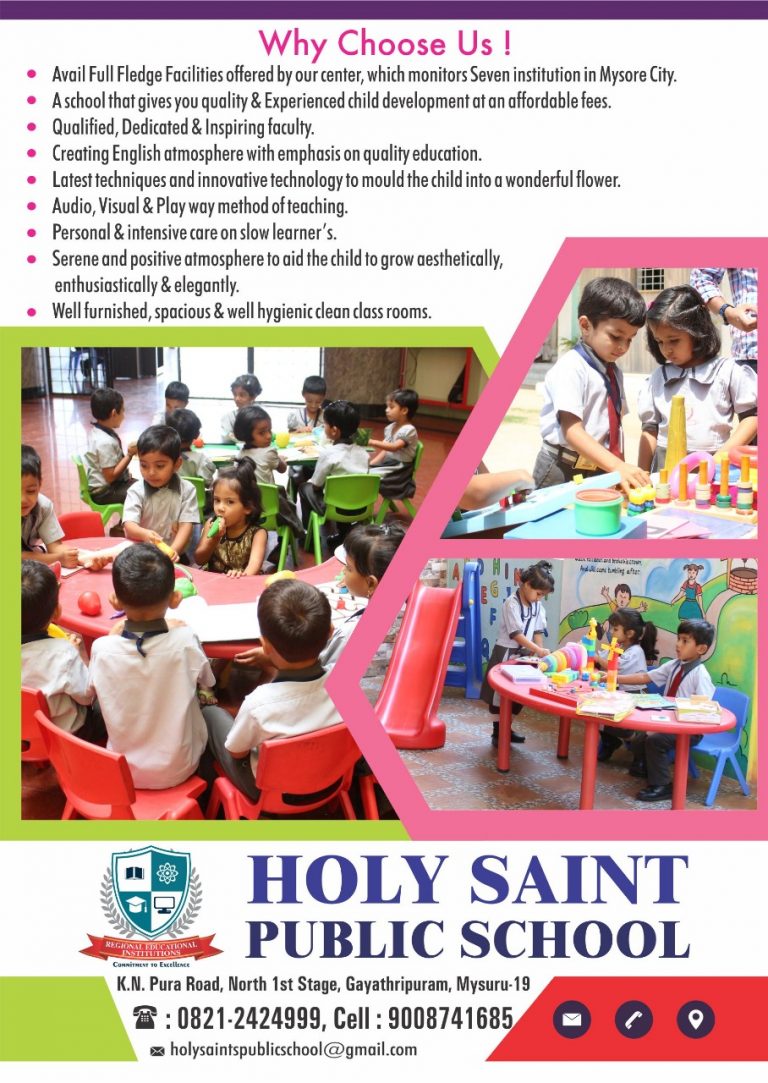 Why Choose Us !
• Avail Full Fledge Facilities offered by our center, which monitors Seven institution in Mysore City.
• A school that gives you quality & Experienced child development at an affordable fees.
• Qualified, Dedicated & Inspiring faculty.
• Creating English atmosphere with emphasis on quality education.
• Latest techniques and innovative technology to mould the child into a wonderful flower.
• Audio, Visual & Play way method of teaching.
• Personal & intensive care on slow learner's.
• Serene and positive atmosphere to aid the child to grow aesthetically,
enthusiastically & elegantly.
• Well furnished, spacious & well hygienic clean class rooms.
And Jill came tumbling after.
HOLY SAINT
PUBLIC SCHOOL
REGIONAL EDUCATIONAL
INSTITUTIONS
COMMITMENT TO EXCELLENCE
K.N. Pura Road, North 1st Stage, Gayathripuram, Mysuru-19
: 0821-2424999, Cell : 9008741685
holysaintspublicschool@gmail.com